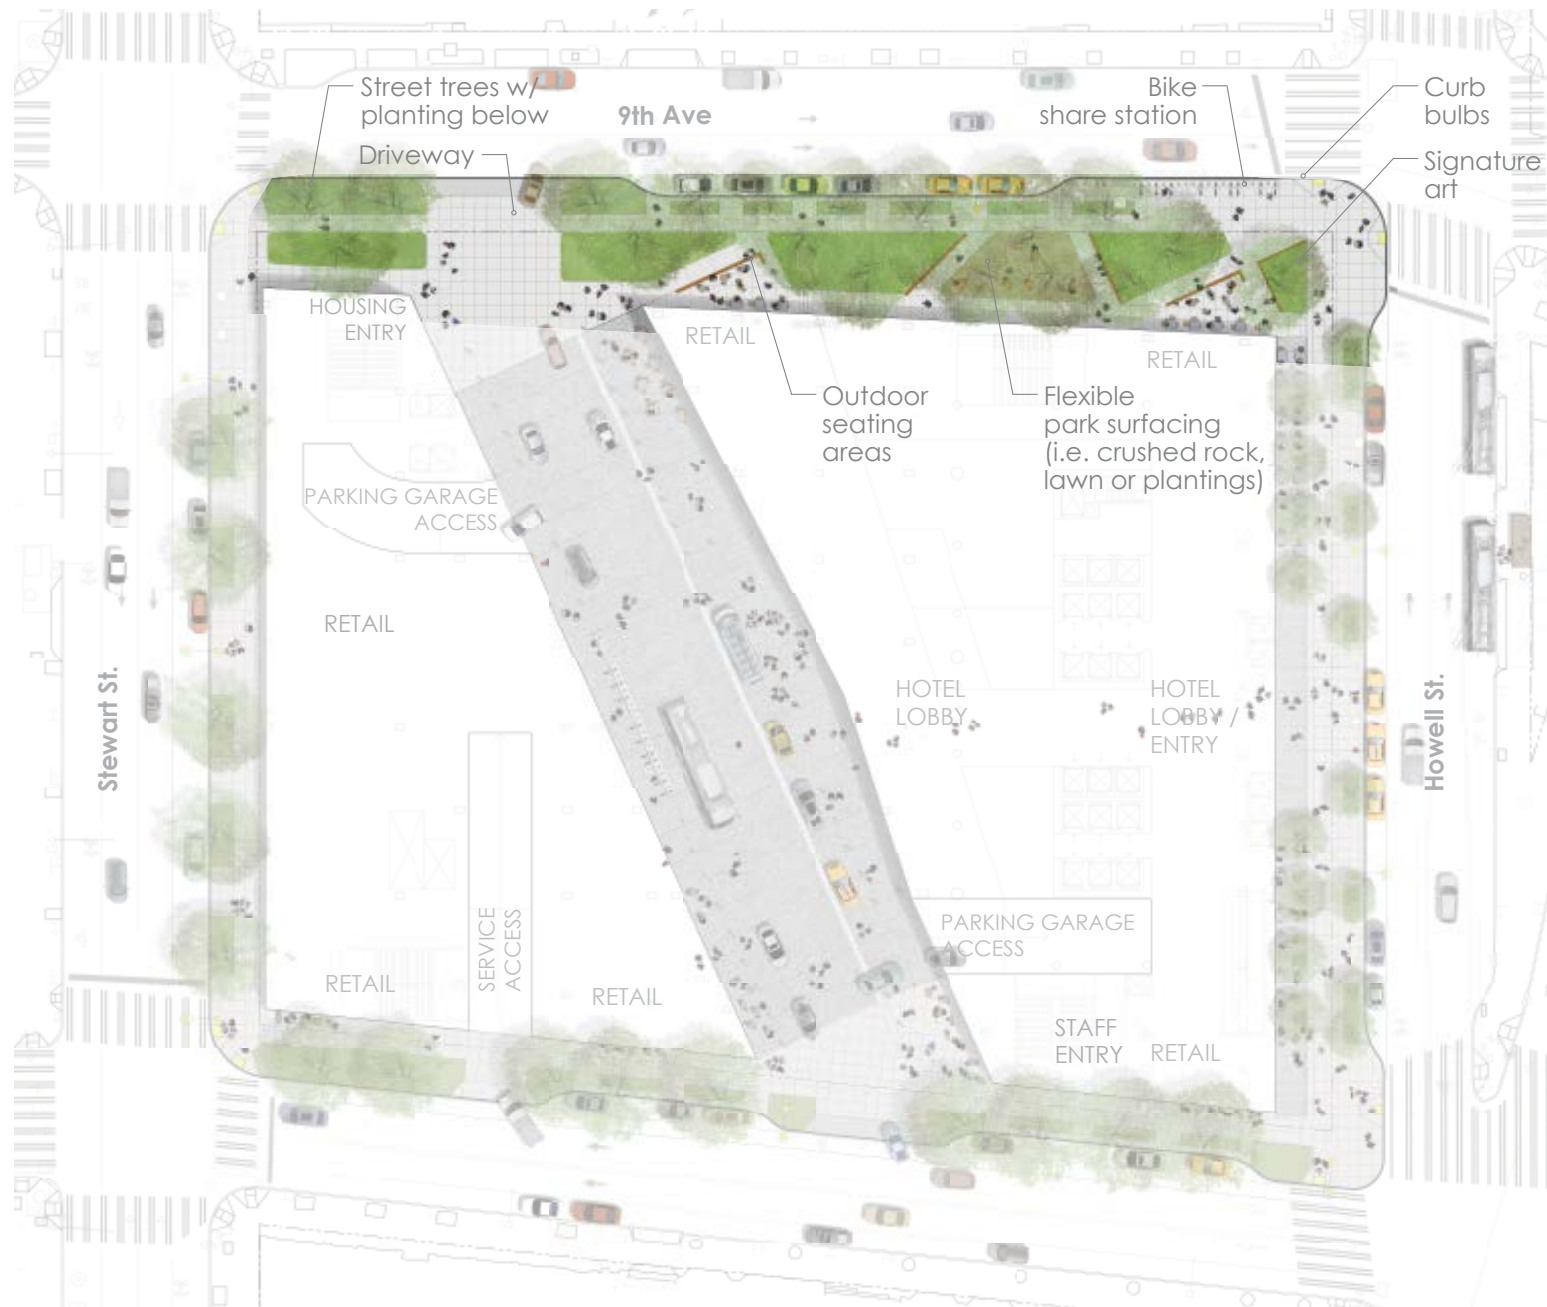 Street trees w/
planting below
9th Ave
Bike
share station
Curb
bulbs
Driveway
Signature
art
HOUSING
ENTRY
RETAIL
RETAIL
Outdoor
seating
areas
Flexible
park surfacing
(i.e. crushed rock,
lawn or plantings)
PARKING GARAGE
ACCESS
RETAIL
Stewart St.
HOTEL
LOBBY
HOTEL
LOBBY /
ENTRY
Howell St.
SERVICE
ACCESS
PARKING GARAGE
ACCESS
RETAIL
RETAIL
STAFF
ENTRY
RETAIL